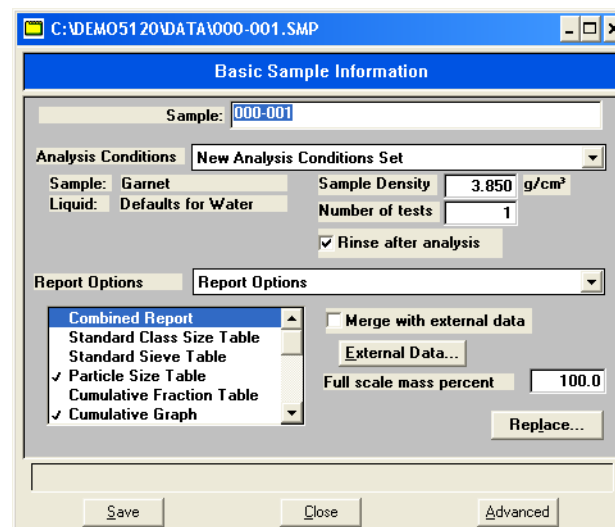 C:\DEMO5120\DATA\000-001.SMP
Basic Sample Information
Sample: 000-001
Analysis Conditions New Analysis Conditions Set
Sample: Garnet Sample Density 3.850 g/cm³
Liquid: Defaults for Water Number of tests 1
✓ Rinse after analysis
Report Options Report Options
Combined Report Merge with external data
Standard Class Size Table
Standard Sieve Table External Data...
✓ Particle Size Table Full scale mass percent 100.0
Cumulative Fraction Table
✓ Cumulative Graph Replace...
Save Close Advanced